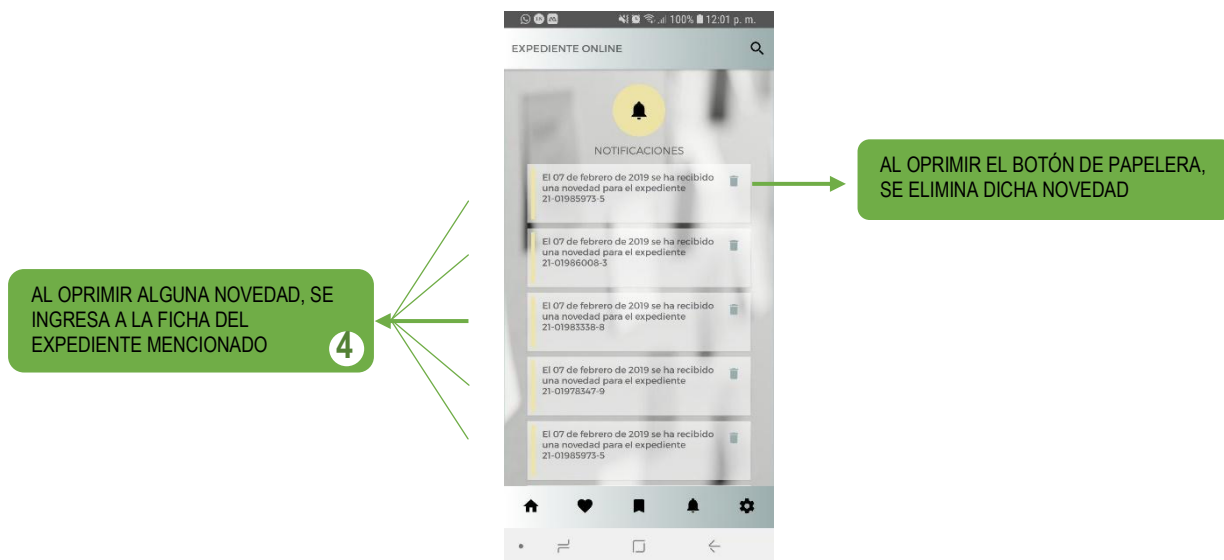 100% 12:01 p. m.
EXPEDIENTE ONLINE
NOTIFICACIONES
El 07 de febrero de 2019 se ha recibido
una novedad para el expediente
21-01985973-5
El 07 de febrero de 2019 se ha recibido
una novedad para el expediente
21-01986008-3
El 07 de febrero de 2019 se ha recibido
una novedad para el expediente
21-01983338-8
El 07 de febrero de 2019 se ha recibido
una novedad para el expediente
21-01978347-9
El 07 de febrero de 2019 se ha recibido
una novedad para el expediente
21-01985973-5
AL OPRIMIR EL BOTÓN DE PAPELERA,
SE ELIMINA DICHA NOVEDAD
AL OPRIMIR ALGUNA NOVEDAD, SE
INGRESA A LA FICHA DEL
EXPEDIENTE MENCIONADO
4